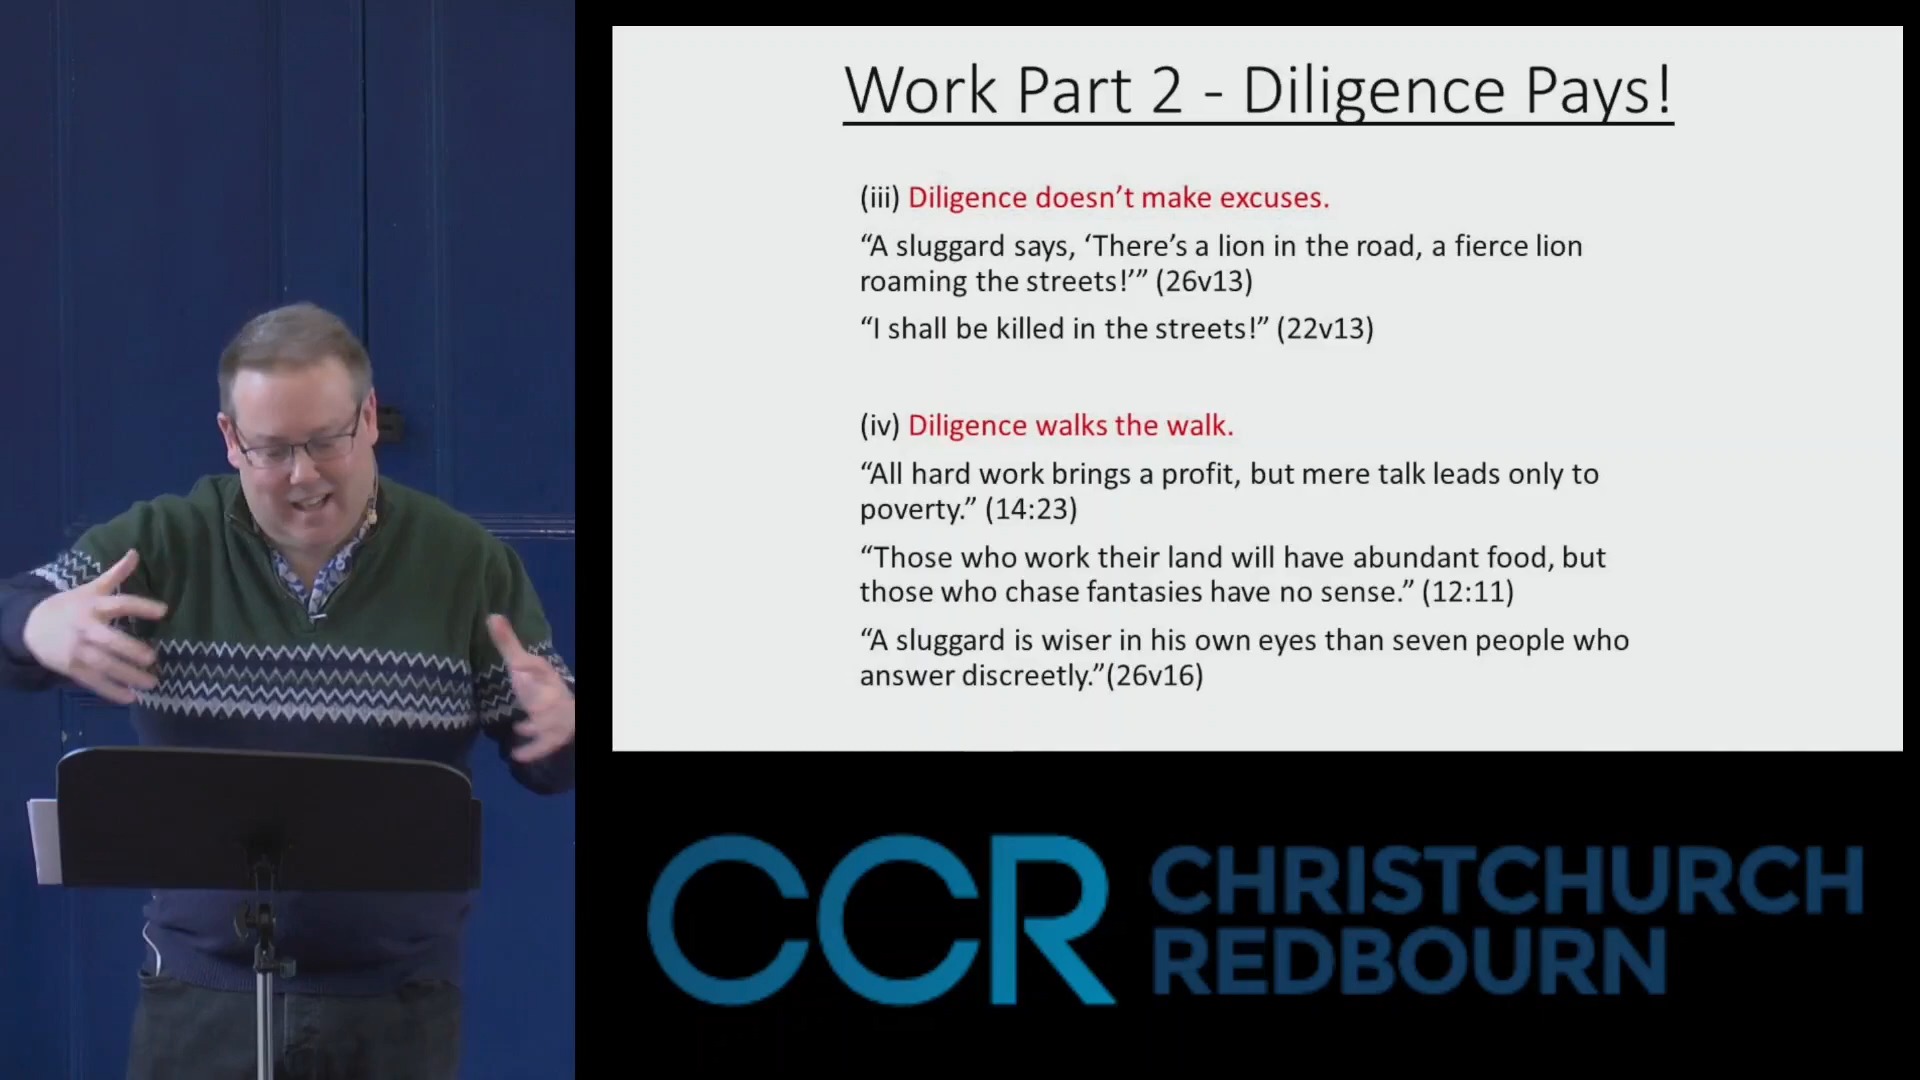 Work Part 2 - Diligence Pays!
(iii) Diligence doesn’t make excuses.
“A sluggard says, ‘There’s a lion in the road, a fierce lion
roaming the streets!’” (26v13)
“I shall be killed in the streets!” (22v13)
(iv) Diligence walks the walk.
“All hard work brings a profit, but mere talk leads only to
poverty.” (14:23)
“Those who work their land will have abundant food, but
those who chase fantasies have no sense.” (12:11)
“A sluggard is wiser in his own eyes than seven people who
answer discreetly.”(26v16)
CCR CHRISTCHURCH
REDBOURN